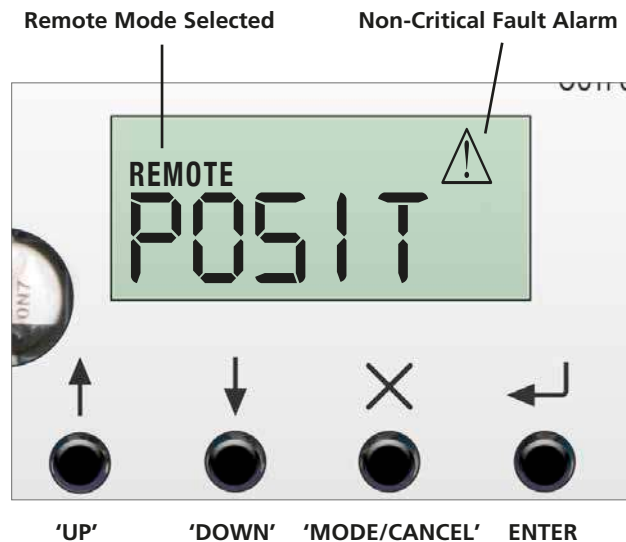 Remote Mode Selected
Non-Critical Fault Alarm
REMOTE
POSIT
‘UP’
‘DOWN’
‘MODE/CANCEL’
ENTER